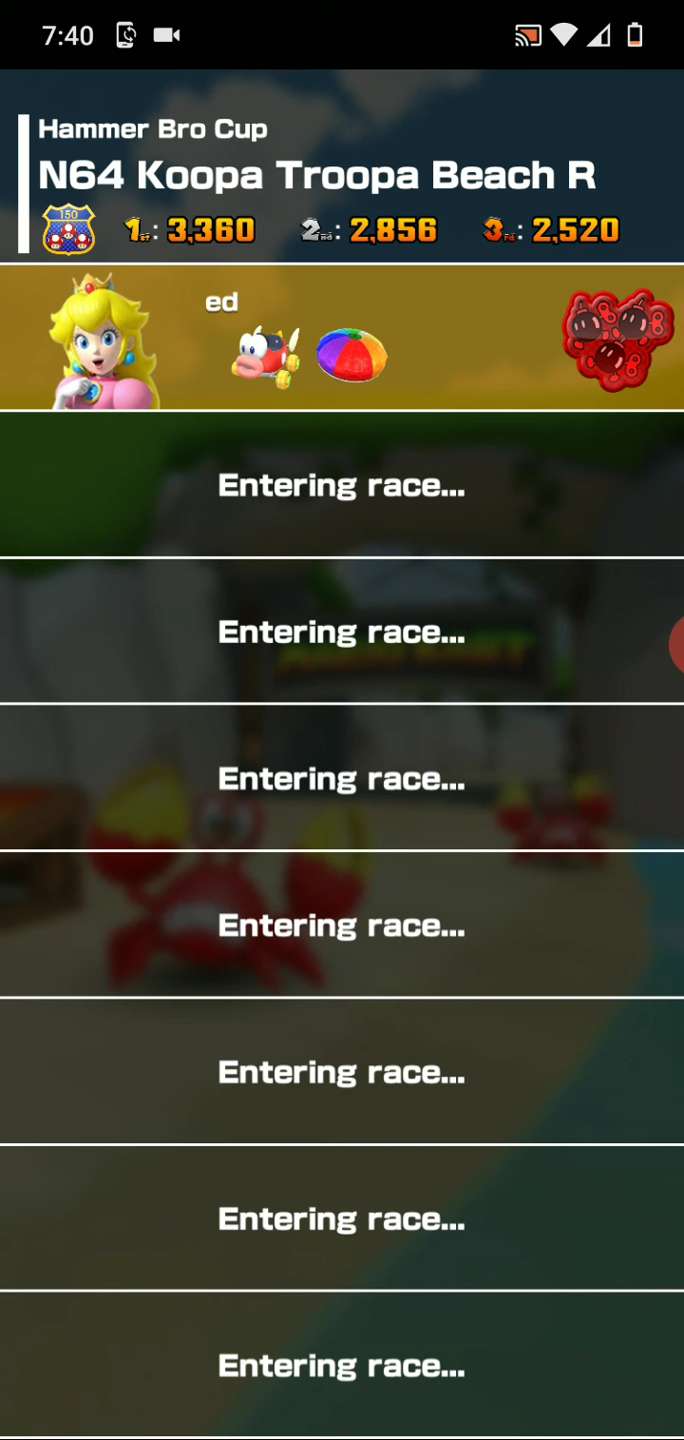 7:40
Hammer Bro Cup
N64 Koopa Troopa Beach R
150 1st: 3,360 2nd: 2,856 3rd: 2,520
ed
Entering race...
Entering race...
Entering race...
Entering race...
Entering race...
Entering race...
Entering race...